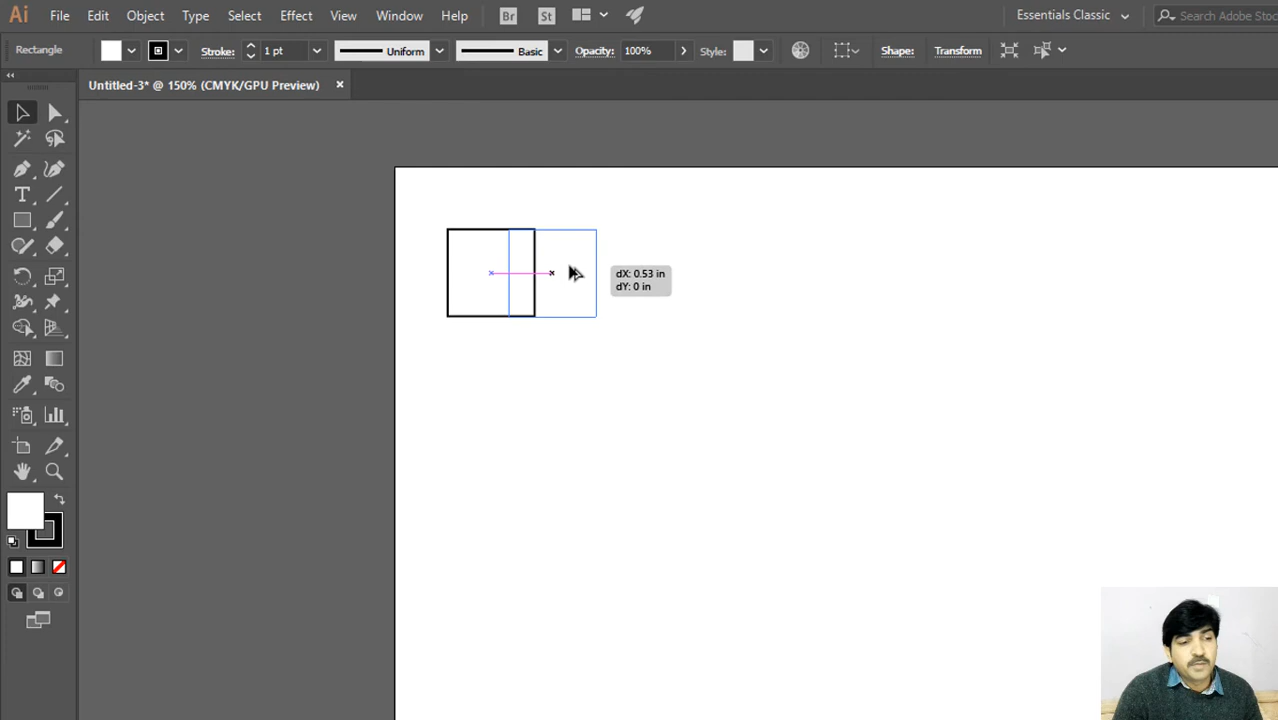 Ai File Edit Object Type Select Effect View Window Help Br St Essentials Classic Search Adobe Stoc
Rectangle Stroke: 1 pt Uniform Basic Opacity: 100% Style: Shape: Transform
Untitled-3* @ 150% (CMYK/GPU Preview) ×
dX: 0.53 in
dY: 0 in